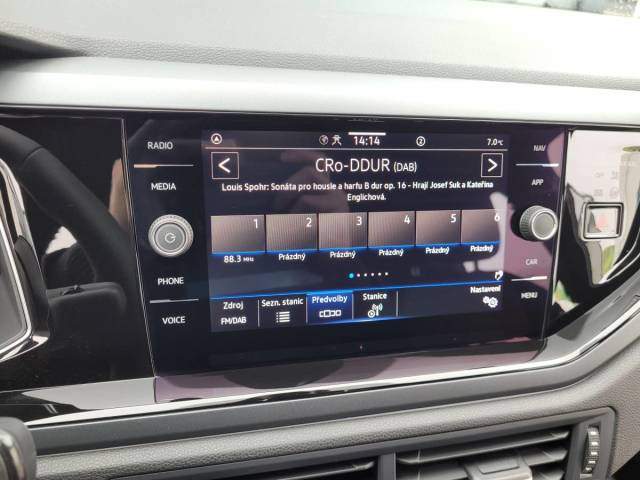 RADIO
MEDIA
PHONE
VOICE
14:14
2
7.0°C
CRo-DDUR (DAB)
Louis Spohr: Sonáta pro housle a harfu B dur op. 16 - Hrají Josef Suk a Kateřina
Englichová.
1 2 3 4 5 6
88.3 MHz Prázdný Prázdný Prázdný Prázdný Prázdný
Nastavení
Zdroj Sezn. stanic Předvolby Stanice
FM/DAB
NAV
APP
CAR
MENU